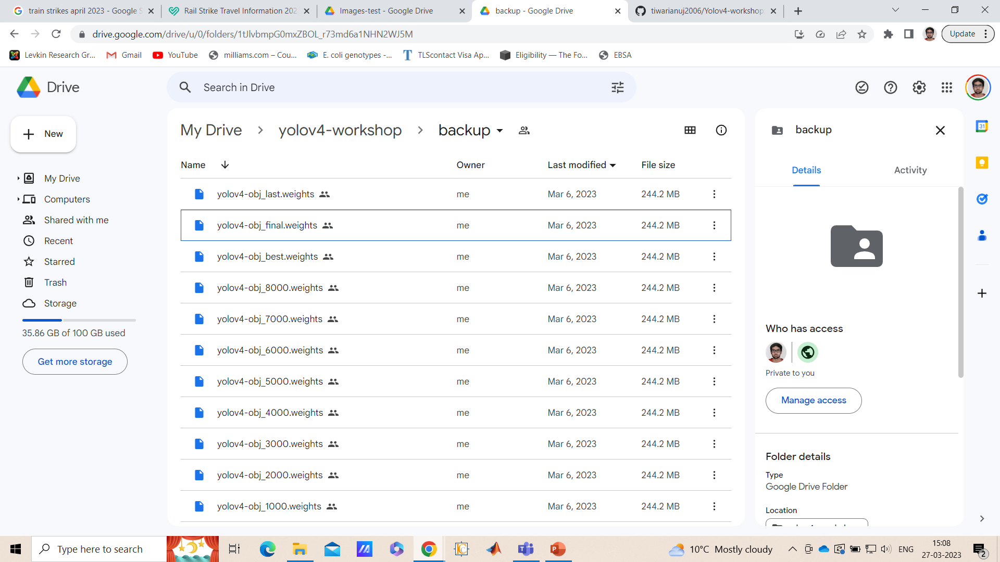 train strikes april 2023 - Google S
Rail Strike Travel Information 202
Images-test - Google Drive
backup - Google Drive
tiwarianuj2006/Yolov4-workshop
drive.google.com/drive/u/0/folders/1tJlvbmpG0mxZBOL_r73md6a1NHN2WJ5M
Update
Levkin Research Gr...
Gmail
YouTube
milliams.com – Cou...
E. coli genotypes -...
TLScontact Visa Ap...
Eligibility — The Fo...
EBSA
Drive
Search in Drive
New
My Drive
Computers
Shared with me
Recent
Starred
Trash
Storage
35.86 GB of 100 GB used
Get more storage
My Drive > yolov4-workshop > backup
Name Owner Last modified File size
yolov4-obj_last.weights me Mar 6, 2023 244.2 MB
yolov4-obj_final.weights me Mar 6, 2023 244.2 MB
yolov4-obj_best.weights me Mar 6, 2023 244.2 MB
yolov4-obj_8000.weights me Mar 6, 2023 244.2 MB
yolov4-obj_7000.weights me Mar 6, 2023 244.2 MB
yolov4-obj_6000.weights me Mar 6, 2023 244.2 MB
yolov4-obj_5000.weights me Mar 6, 2023 244.2 MB
yolov4-obj_4000.weights me Mar 6, 2023 244.2 MB
yolov4-obj_3000.weights me Mar 6, 2023 244.2 MB
yolov4-obj_2000.weights me Mar 6, 2023 244.2 MB
yolov4-obj_1000.weights me Mar 6, 2023 244.2 MB
backup
Details Activity
Who has access
Private to you
Manage access
Folder details
Type
Google Drive Folder
Location
31
Type here to search
10°C Mostly cloudy
ENG
15:08
27-03-2023
2